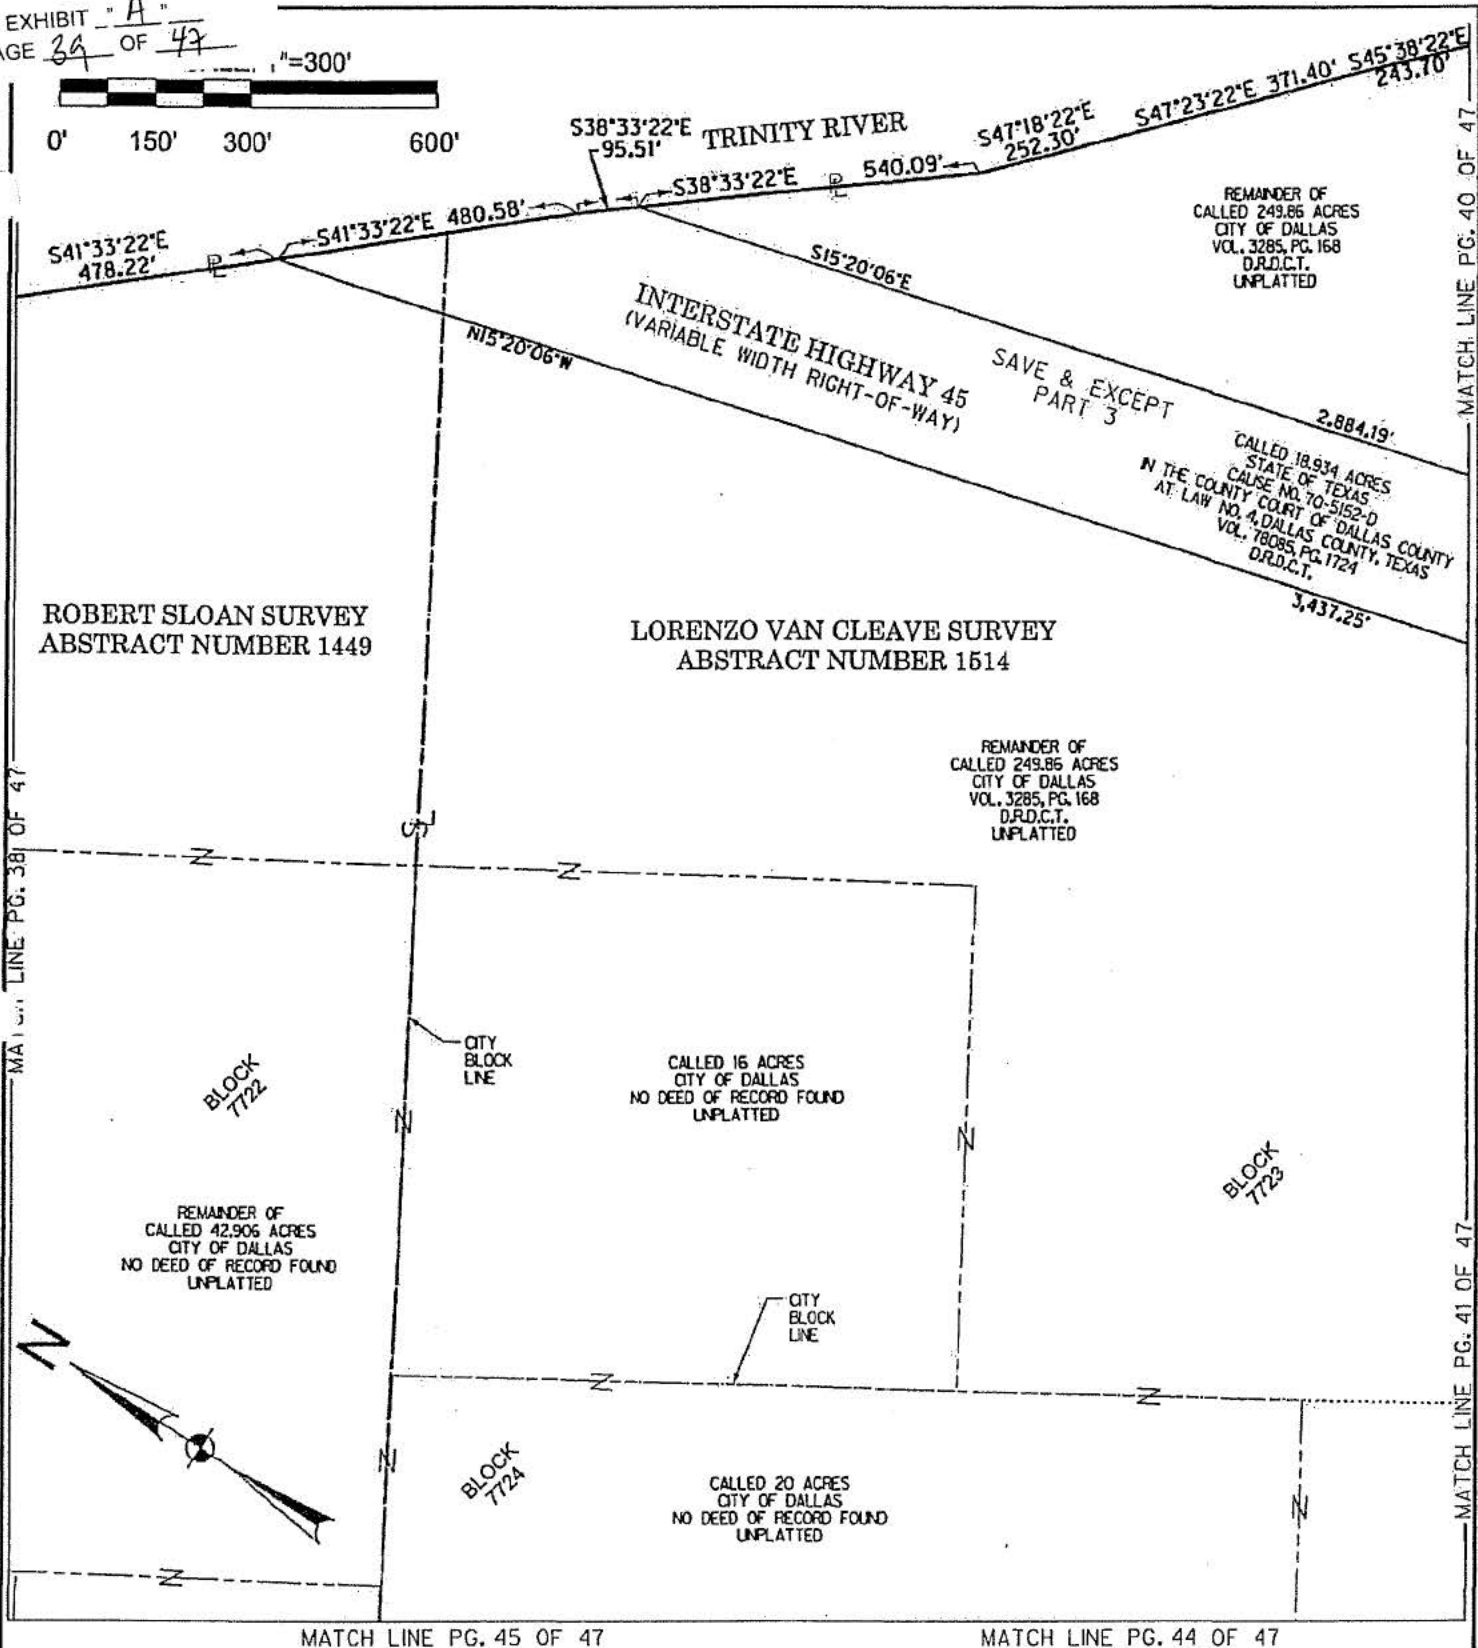 EXHIBIT "A"
AGE 39 OF 47
"=300'
0' 150' 300' 600'
S41°33'22"E
478.22'
S41°33'22"E 480.58'
S38°33'22"E
95.51'
TRINITY RIVER
S38°33'22"E 540.09'
S47°18'22"E
252.30'
S47°23'22"E 371.40'
S45°38'22"E
243.70'
PL
PL
REMAINDER OF
CALLED 249.86 ACRES
CITY OF DALLAS
VOL. 3285, PG. 168
D.R.D.C.T.
UNPLATTED
MATCH LINE PG. 40 OF 47
S15°20'06"E
N15°20'06"W
INTERSTATE HIGHWAY 45
(VARIABLE WIDTH RIGHT-OF-WAY)
SAVE & EXCEPT
PART 3
2,884.19'
CALLED 18.934 ACRES
STATE OF TEXAS
CAUSE NO. 70-5152-D
IN THE COUNTY COURT OF DALLAS COUNTY
AT LAW NO. 4, DALLAS COUNTY, TEXAS
VOL. 78085, PG. 1724
D.R.D.C.T.
3,437.25'
ROBERT SLOAN SURVEY
ABSTRACT NUMBER 1449
LORENZO VAN CLEAVE SURVEY
ABSTRACT NUMBER 1514
REMAINDER OF
CALLED 249.86 ACRES
CITY OF DALLAS
VOL. 3285, PG. 168
D.R.D.C.T.
UNPLATTED
SL
MATCH LINE PG. 38 OF 47
Z
Z
CITY
BLOCK
LINE
CALLED 16 ACRES
CITY OF DALLAS
NO DEED OF RECORD FOUND
UNPLATTED
BLOCK
7722
Z
Z
BLOCK
7723
REMAINDER OF
CALLED 42.906 ACRES
CITY OF DALLAS
NO DEED OF RECORD FOUND
UNPLATTED
CITY
BLOCK
LINE
MATCH LINE PG. 41 OF 47
N
Z
Z
Z
BLOCK
7724
CALLED 20 ACRES
CITY OF DALLAS
NO DEED OF RECORD FOUND
UNPLATTED
Z
Z
MATCH LINE PG. 45 OF 47
MATCH LINE PG. 44 OF 47